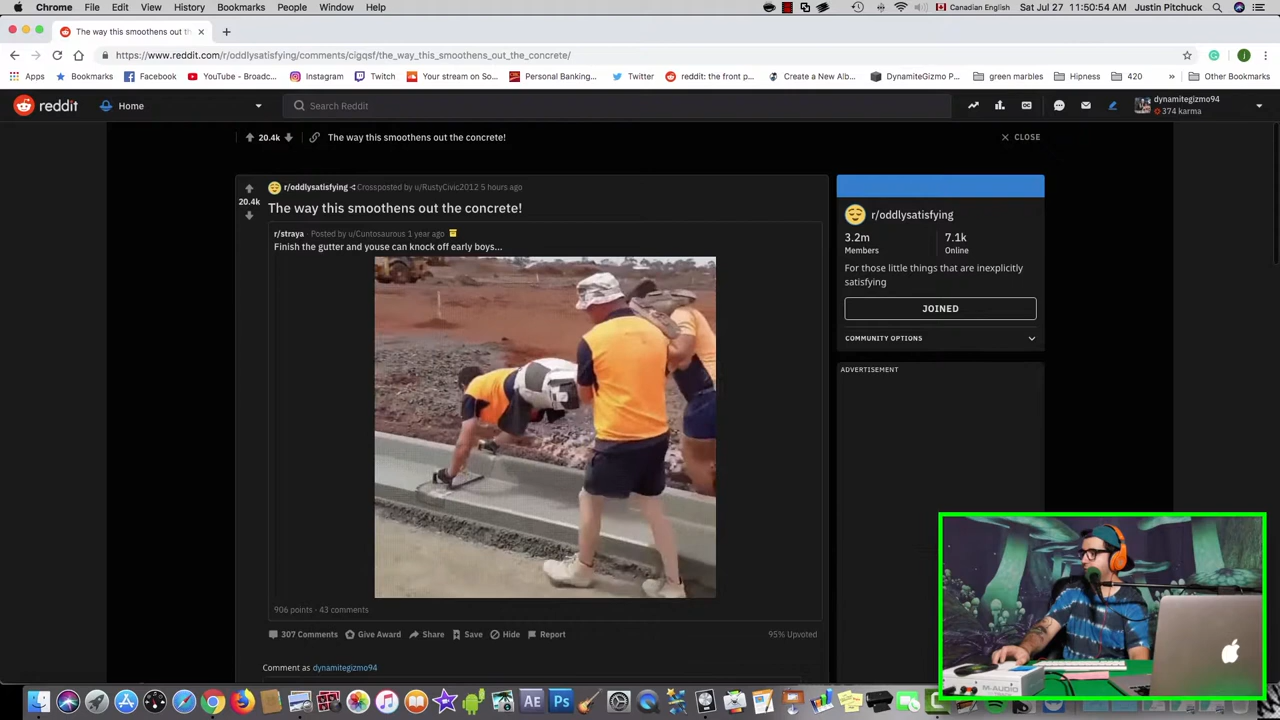 Chrome File Edit View History Bookmarks People Window Help Canadian English Sat Jul 27 11:50:54 AM Justin Pitchuck
The way this smoothens out th
https://www.reddit.com/r/oddlysatisfying/comments/cigqsf/the_way_this_smoothens_out_the_concrete/
Apps Bookmarks Facebook YouTube - Broadc... Instagram Twitch Your stream on So... Personal Banking... Twitter reddit: the front p... Create a New Alb... DynamiteGizmo P... green marbles Hipness 420 » Other Bookmarks
reddit Home Search Reddit dynamitegizmo94
374 karma
20.4k The way this smoothens out the concrete! CLOSE
r/oddlysatisfying Crossposted by u/RustyCivic2012 5 hours ago
20.4k
The way this smoothens out the concrete!
r/straya · Posted by u/Cuntosaurous 1 year ago
Finish the gutter and youse can knock off early boys...
906 points · 43 comments
307 Comments Give Award Share Save Hide Report 95% Upvoted
Comment as dynamitegizmo94
r/oddlysatisfying
3.2m 7.1k
Members Online
For those little things that are inexplicitly
satisfying
JOINED
COMMUNITY OPTIONS
ADVERTISEMENT
AE Ps
M-AUDIO